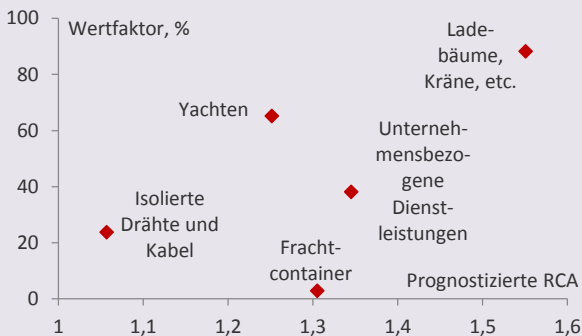 100
Wertfaktor, %
Lade-
bäume,
Kräne, etc.
80
Yachten
60
Unterneh-
mensbezo-
gene
Dienst-
leistungen
40
Isolierte
Drähte und
Kabel
20
Fracht-
container
Prognostizierte RCA
0
1
1,1
1,2
1,3
1,4
1,5
1,6